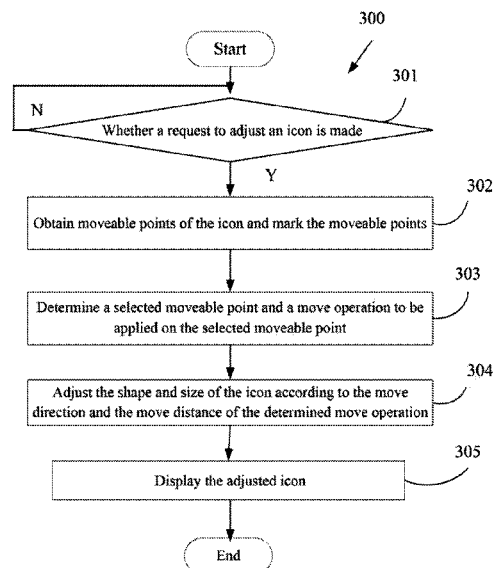 300
Start
301
N
Whether a request to adjust an icon is made
Y
302
Obtain moveable points of the icon and mark the moveable points
303
Determine a selected moveable point and a move operation to be
applied on the selected moveable point
304
Adjust the shape and size of the icon according to the move
direction and the move distance of the determined move operation
305
Display the adjusted icon
End